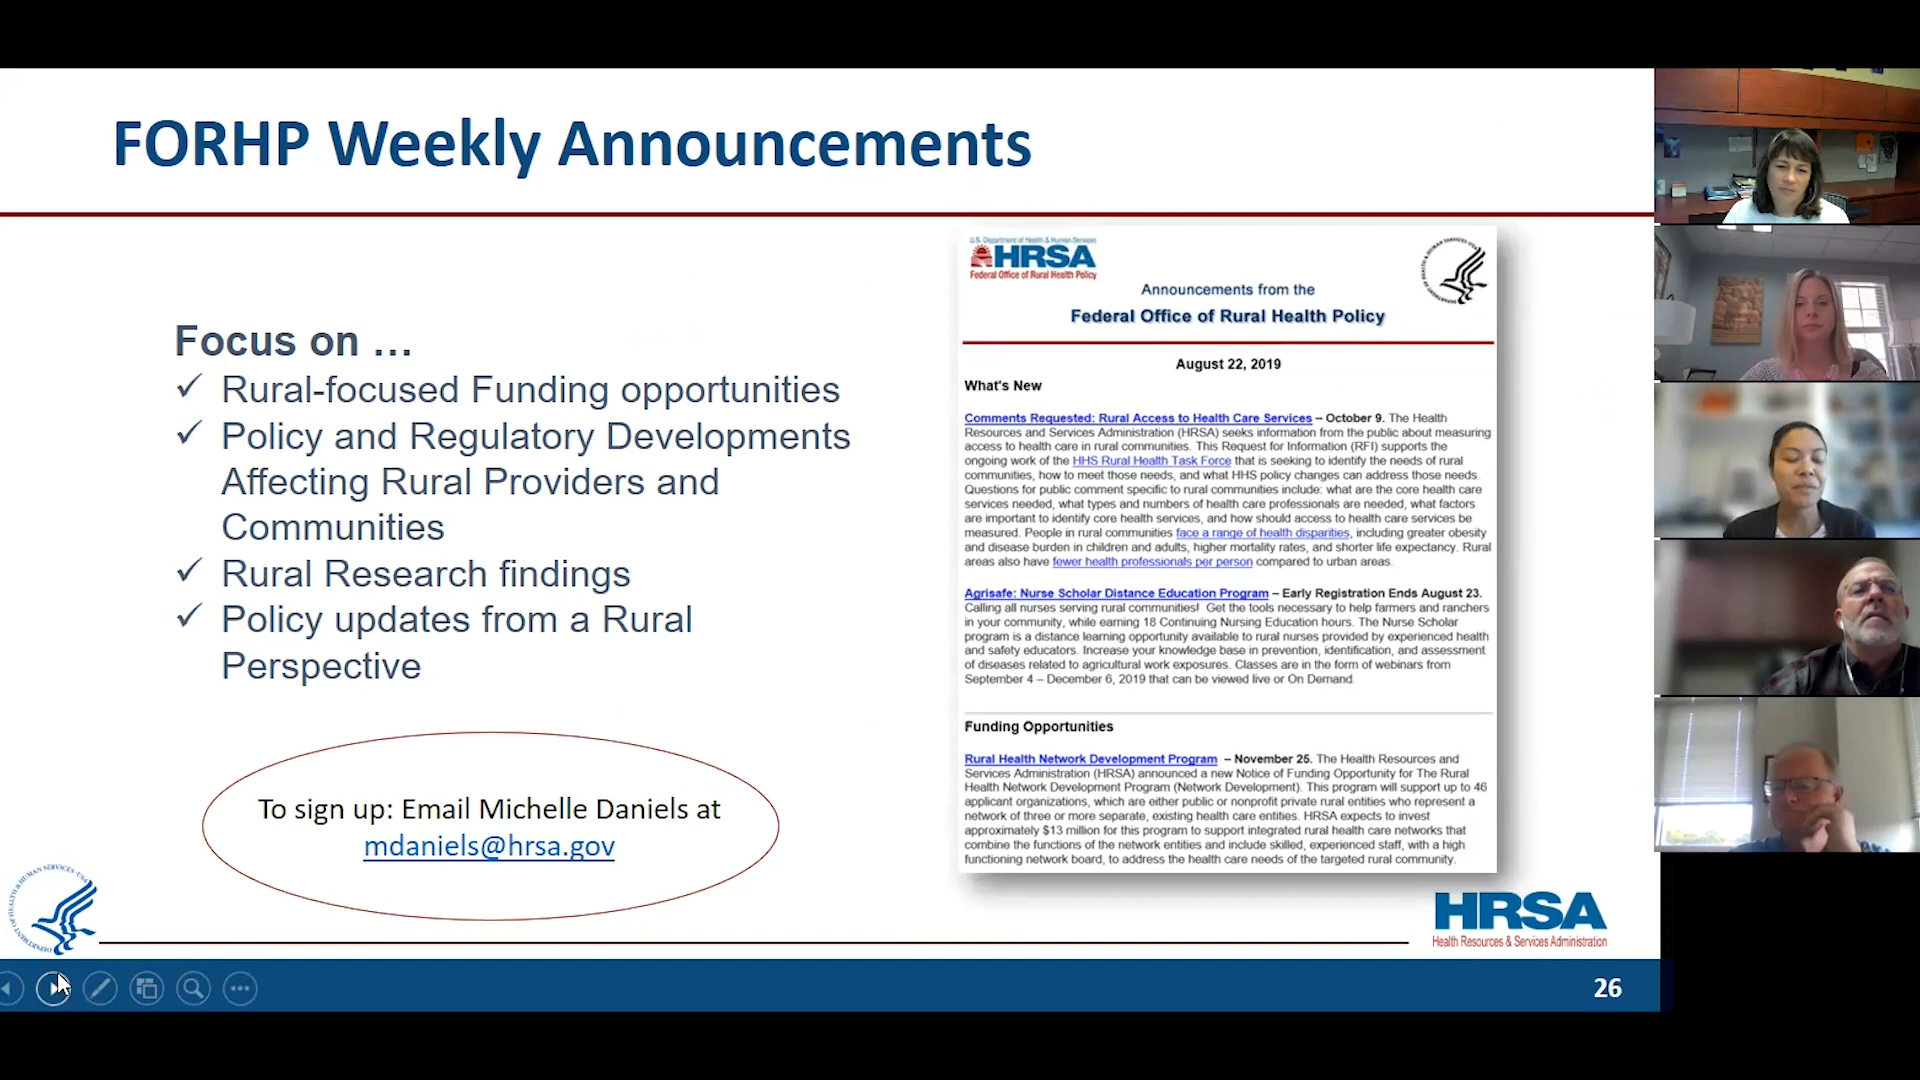 FORHP Weekly Announcements
Focus on ...
✓ Rural-focused Funding opportunities
✓ Policy and Regulatory Developments
Affecting Rural Providers and
Communities
✓ Rural Research findings
✓ Policy updates from a Rural
Perspective
To sign up: Email Michelle Daniels at
mdaniels@hrsa.gov
U.S. Department of Health & Human Services
HRSA
Federal Office of Rural Health Policy
Announcements from the
Federal Office of Rural Health Policy
August 22, 2019
What's New
Comments Requested: Rural Access to Health Care Services – October 9. The Health
Resources and Services Administration (HRSA) seeks information from the public about measuring
access to health care in rural communities. This Request for Information (RFI) supports the
ongoing work of the HHS Rural Health Task Force that is seeking to identify the needs of rural
communities, how to meet those needs, and what HHS policy changes can address those needs.
Questions for public comment specific to rural communities include: what are the core health care
services needed, what types and numbers of health care professionals are needed, what factors
are important to identify core health services, and how should access to health care services be
measured. People in rural communities face a range of health disparities, including greater obesity
and disease burden in children and adults, higher mortality rates, and shorter life expectancy. Rural
areas also have fewer health professionals per person compared to urban areas.
Agrisafe: Nurse Scholar Distance Education Program – Early Registration Ends August 23.
Calling all nurses serving rural communities! Get the tools necessary to help farmers and ranchers
in your community, while earning 18 Continuing Nursing Education hours. The Nurse Scholar
program is a distance learning opportunity available to rural nurses provided by experienced health
and safety educators. Increase your knowledge base in prevention, identification, and assessment
of diseases related to agricultural work exposures. Classes are in the form of webinars from
September 4 – December 6, 2019 that can be viewed live or On Demand.
Funding Opportunities
Rural Health Network Development Program – November 25. The Health Resources and
Services Administration (HRSA) announced a new Notice of Funding Opportunity for The Rural
Health Network Development Program (Network Development). This program will support up to 46
applicant organizations, which are either public or nonprofit private rural entities who represent a
network of three or more separate, existing health care entities. HRSA expects to invest
approximately $13 million for this program to support integrated rural health care networks that
combine the functions of the network entities and include skilled, experienced staff, with a high
functioning network board, to address the health care needs of the targeted rural community.
DEPARTMENT OF HEALTH & HUMAN SERVICES · USA
HRSA
Health Resources & Services Administration
26